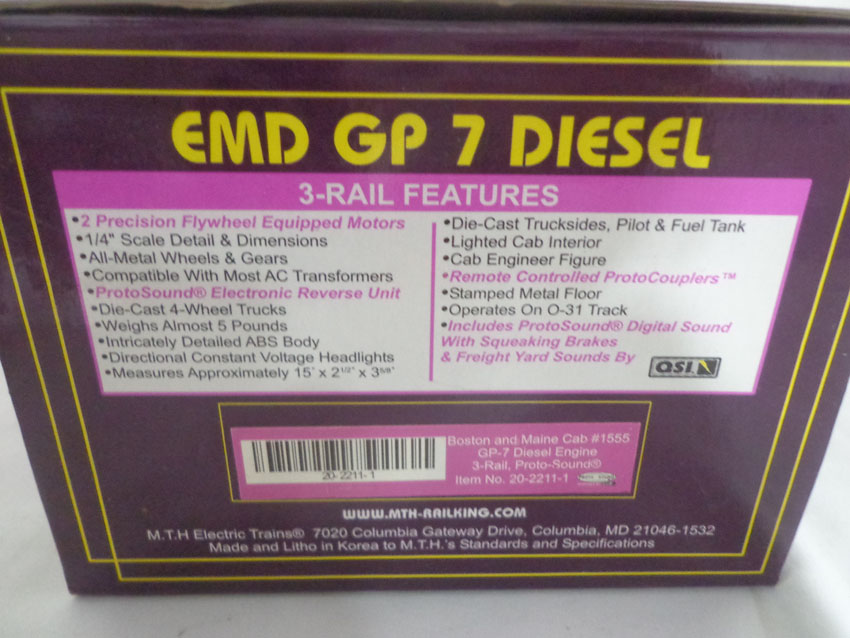 EMD GP 7 DIESEL
3-RAIL FEATURES
•2 Precision Flywheel Equipped Motors
•1/4" Scale Detail & Dimensions
•All-Metal Wheels & Gears
•Compatible With Most AC Transformers
•ProtoSound® Electronic Reverse Unit
•Die-Cast 4-Wheel Trucks
•Weighs Almost 5 Pounds
•Intricately Detailed ABS Body
•Directional Constant Voltage Headlights
•Measures Approximately 15" x 2 1/2" x 3 5/8"
•Die-Cast Trucksides, Pilot & Fuel Tank
•Lighted Cab Interior
•Cab Engineer Figure
•Remote Controlled ProtoCouplers™
•Stamped Metal Floor
•Operates On O-31 Track
•Includes ProtoSound® Digital Sound
With Squeaking Brakes
& Freight Yard Sounds By
QSI
20-2211-1
Boston and Maine Cab #1555
GP-7 Diesel Engine
3-Rail, Proto-Sound®
Item No. 20-2211-1
WWW.MTH-RAILKING.COM
M.T.H Electric Trains® 7020 Columbia Gateway Drive, Columbia, MD 21046-1532
Made and Litho in Korea to M.T.H.'s Standards and Specifications